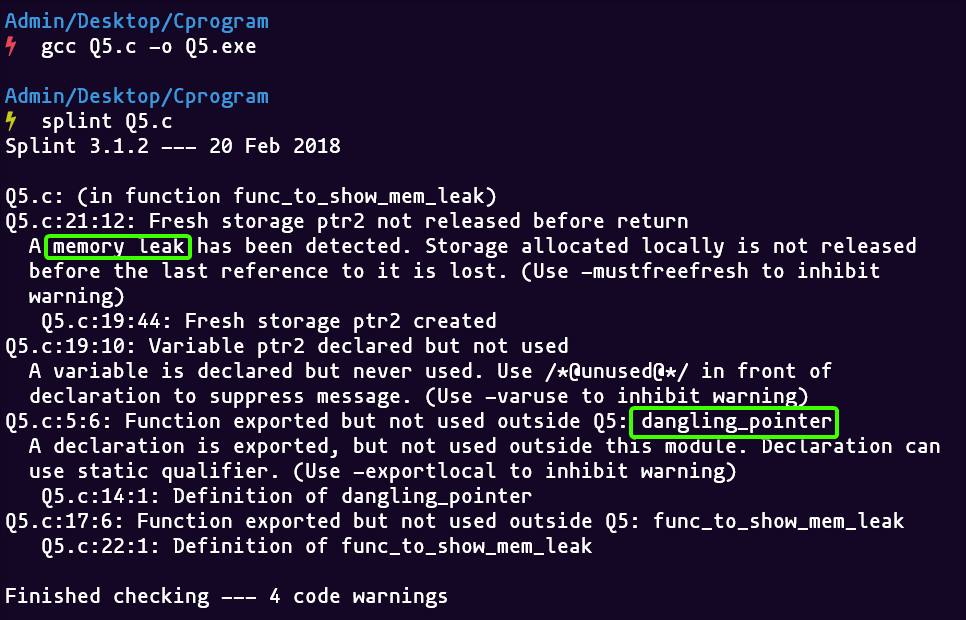 Admin/Desktop/Cprogram
gcc Q5.c -o Q5.exe
Admin/Desktop/Cprogram
splint Q5.c
Splint 3.1.2 --- 20 Feb 2018
Q5.c: (in function func_to_show_mem_leak)
Q5.c:21:12: Fresh storage ptr2 not released before return
A memory leak has been detected. Storage allocated locally is not released
before the last reference to it is lost. (Use -mustfreefresh to inhibit
warning)
Q5.c:19:44: Fresh storage ptr2 created
Q5.c:19:10: Variable ptr2 declared but not used
A variable is declared but never used. Use /*@unused@*/ in front of
declaration to suppress message. (Use -varuse to inhibit warning)
Q5.c:5:6: Function exported but not used outside Q5: dangling_pointer
A declaration is exported, but not used outside this module. Declaration can
use static qualifier. (Use -exportlocal to inhibit warning)
Q5.c:14:1: Definition of dangling_pointer
Q5.c:17:6: Function exported but not used outside Q5: func_to_show_mem_leak
Q5.c:22:1: Definition of func_to_show_mem_leak
Finished checking --- 4 code warnings